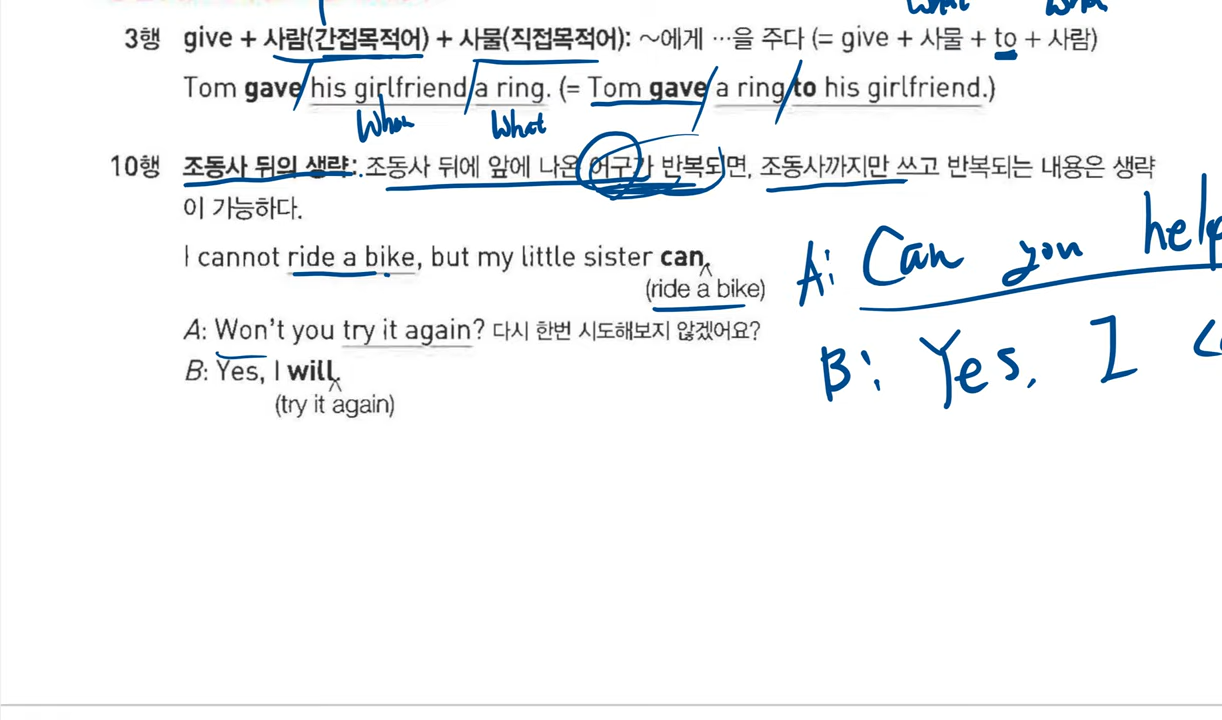 What What
3행 give + 사람(간접목적어) + 사물(직접목적어): ~에게 …을 주다 (= give + 사물 + to + 사람)
Tom gave his girlfriend a ring. (= Tom gave a ring to his girlfriend.)
Whom What
10행 조동사 뒤의 생략: 조동사 뒤에 앞에 나온 어구가 반복되면, 조동사까지만 쓰고 반복되는 내용은 생략
이 가능하다.
I cannot ride a bike, but my little sister can.
(ride a bike)
A: Can you help
A: Won't you try it again? 다시 한번 시도해보지 않겠어요?
B: Yes, I will.
(try it again)
B: Yes, I